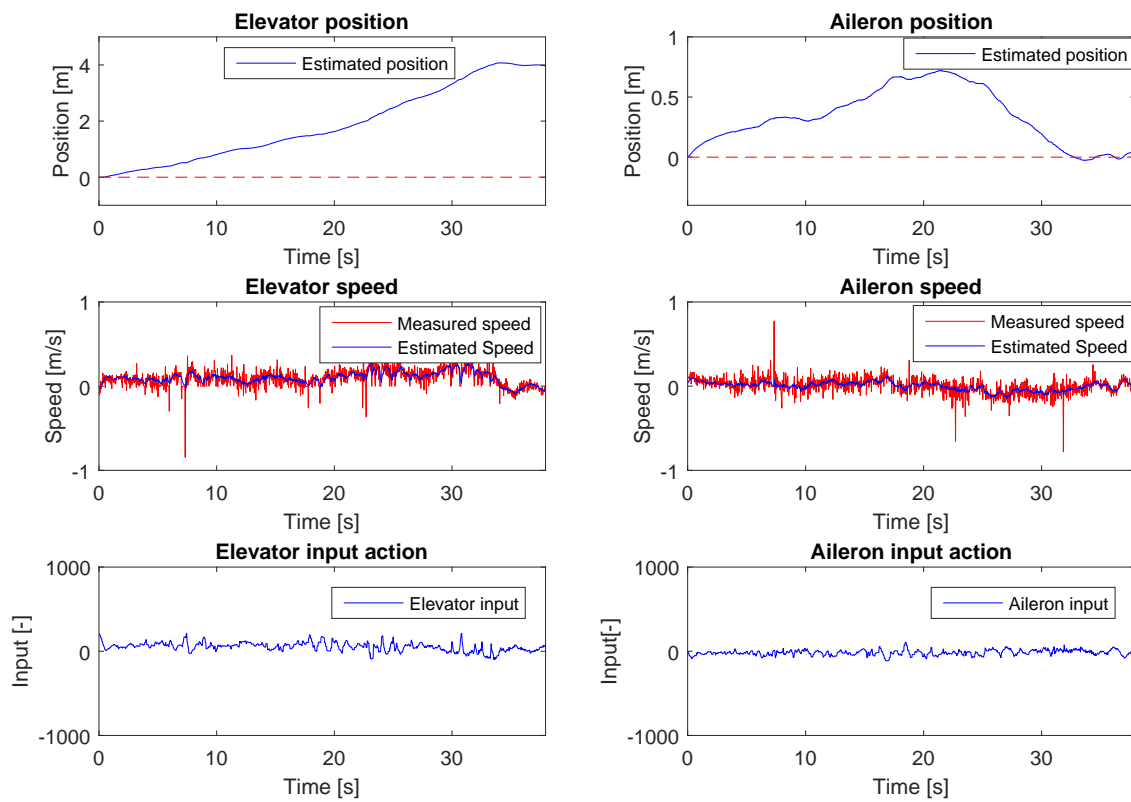 Elevator position
Position [m]
4
2
0
Estimated position
0 10 20 30
Time [s]
Aileron position
Position [m]
1
0.5
0
Estimated position
0 10 20 30
Time [s]
Elevator speed
Speed [m/s]
1
0
-1
Measured speed
Estimated Speed
0 10 20 30
Time [s]
Aileron speed
Speed [m/s]
1
0
-1
Measured speed
Estimated Speed
0 10 20 30
Time [s]
Elevator input action
Input [-]
1000
0
-1000
Elevator input
0 10 20 30
Time [s]
Aileron input action
Input[-]
1000
0
-1000
Aileron input
0 10 20 30
Time [s]